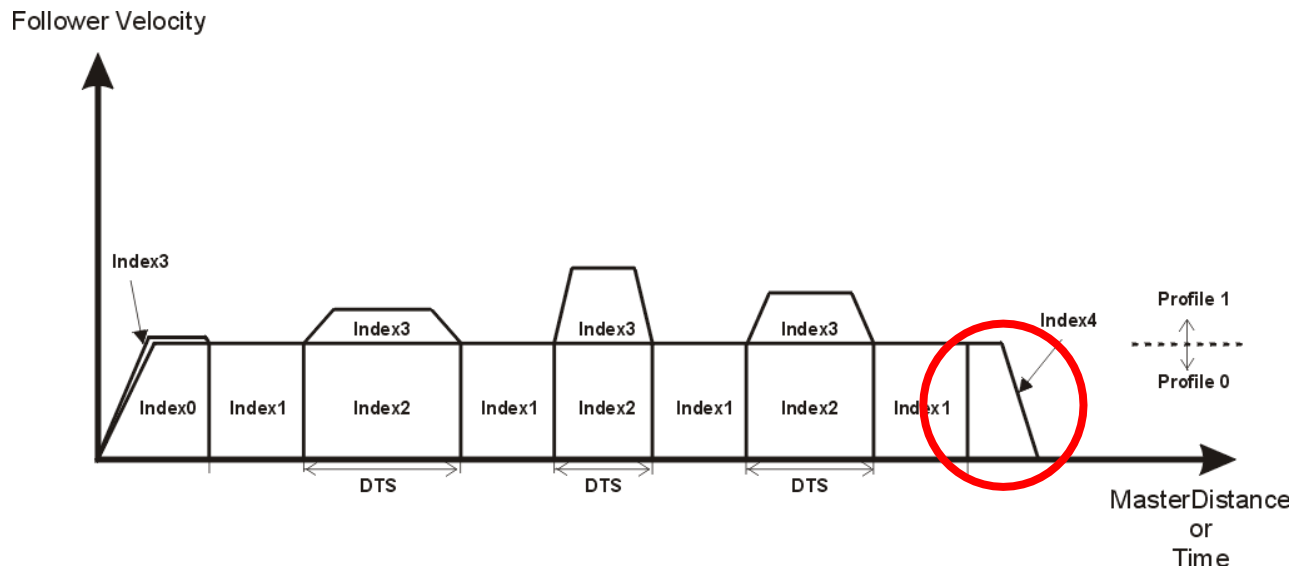 Follower Velocity
Index3
Index3
Index3
Index3
Index4
Profile 1
Profile 0
Index0
Index1
Index2
Index1
Index2
Index1
Index2
Index1
DTS
DTS
DTS
MasterDistance
or
Time